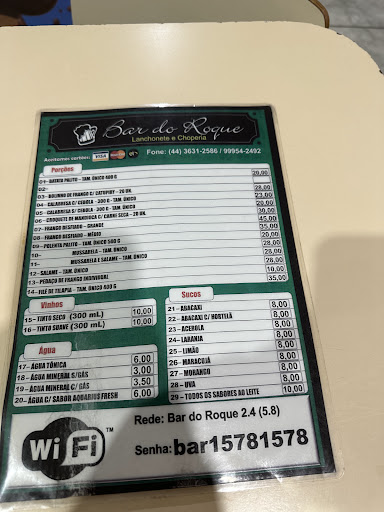 Bar do Roque
Lanchonete e Choperia
Aceitamos cartões: VISA MasterCard
Fone: (44) 3631-2586 / 99954-2492
Porções
01 - BATATA PALITO - TAM. ÚNICO 400 G 20,00
02 -
03 - BOLINHO DE FRANGO C/ CATUPIRY - 20 UN. 28,00
04 - CALABRESA S/ CEBOLA - 300 G - TAM. ÚNICO 23,00
05 - CALABRESA S/ CEBOLA - 300 G - TAM. ÚNICO 20,00
06 - CROQUETE DE MANDIOCA C/ CARNE SECA - 20 UN. 30,00
07 - FRANGO DESFIADO - GRANDE 45,00
08 - FRANGO DESFIADO - MÉDIO 35,00
09 - POLENTA PALITO - TAM. ÚNICO 500 G 20,00
10 - MUSSARELA - TAM. ÚNICO 28,00
11 - MUSSARELA E SALAME - TAM. ÚNICO 28,00
12 - SALAME - TAM. ÚNICO 28,00
13 - PEDAÇO DE FRANGO INDIVIDUAL 10,00
14 - FILÉ DE TILAPIA - TAM. ÚNICO 400 G 35,00
Vinhos
15 - TINTO SECO (300 mL) 10,00
16 - TINTO SUAVE (300 mL) 10,00
Água
17 - ÁGUA TÔNICA 6,00
18 - ÁGUA MINERAL S/GÁS 3,00
19 - ÁGUA MINERAL C/ GÁS 3,50
20 - ÁGUA C/ SABOR AQUARIUS FRESH 6,00
Sucos
21 - ABACAXI 8,00
22 - ABACAXI C/ HORTELÃ 8,00
23 - ACEROLA 8,00
24 - LARANJA 8,00
25 - LIMÃO 8,00
26 - MARACUJÁ 8,00
27 - MORANGO 8,00
28 - UVA 8,00
29 - TODOS OS SABORES AO LEITE 10,00
WiFi™
Rede: Bar do Roque 2.4 (5.8)
Senha: bar15781578